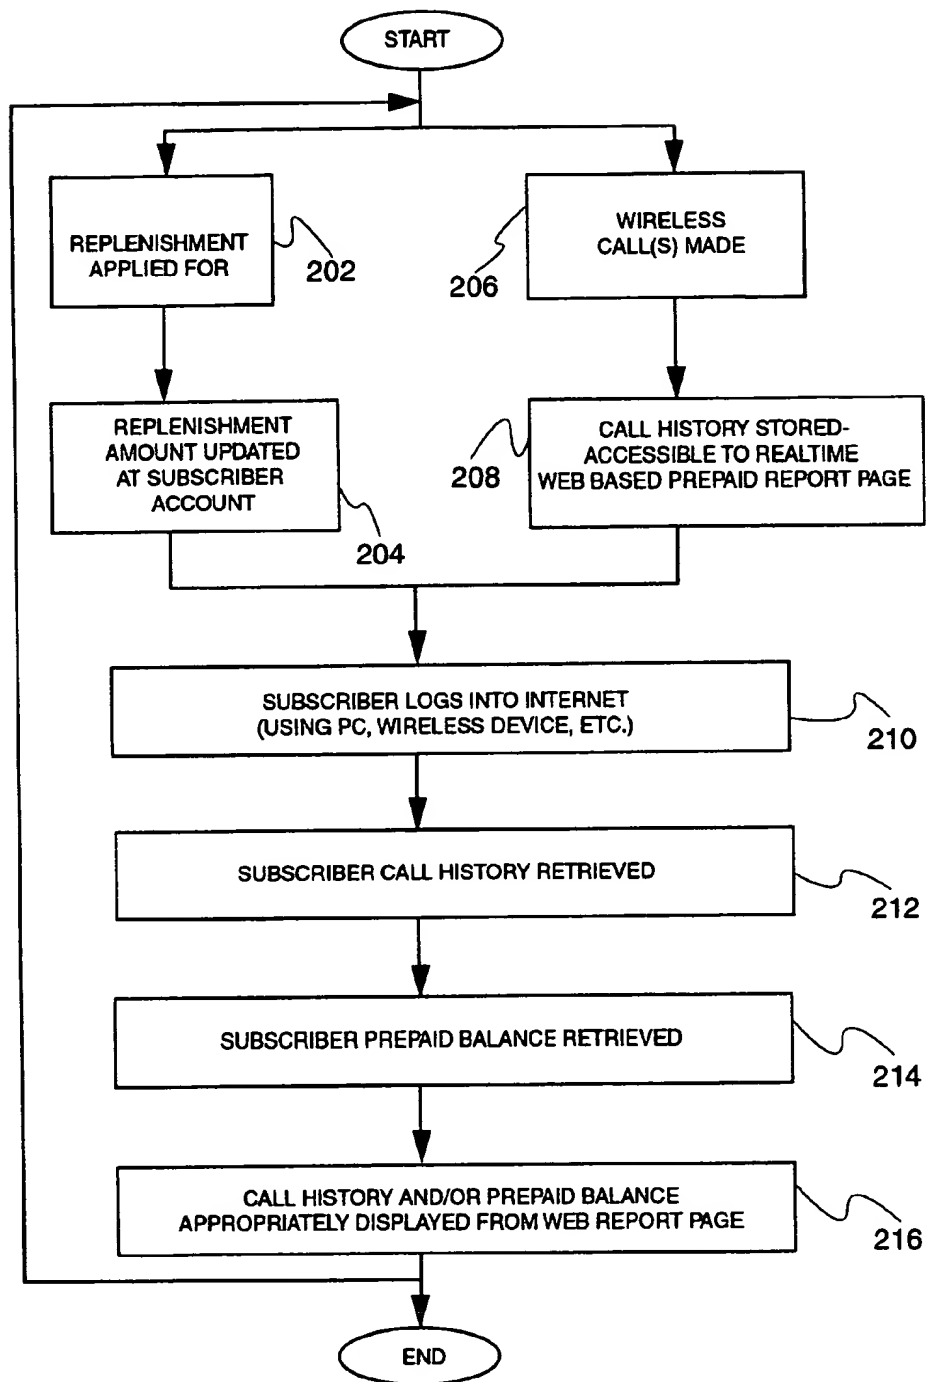 START
REPLENISHMENT
APPLIED FOR
202
WIRELESS
CALL(S) MADE
206
REPLENISHMENT
AMOUNT UPDATED
AT SUBSCRIBER
ACCOUNT
204
CALL HISTORY STORED-
ACCESSIBLE TO REALTIME
WEB BASED PREPAID REPORT PAGE
208
SUBSCRIBER LOGS INTO INTERNET
(USING PC, WIRELESS DEVICE, ETC.)
210
SUBSCRIBER CALL HISTORY RETRIEVED
212
SUBSCRIBER PREPAID BALANCE RETRIEVED
214
CALL HISTORY AND/OR PREPAID BALANCE
APPROPRIATELY DISPLAYED FROM WEB REPORT PAGE
216
END